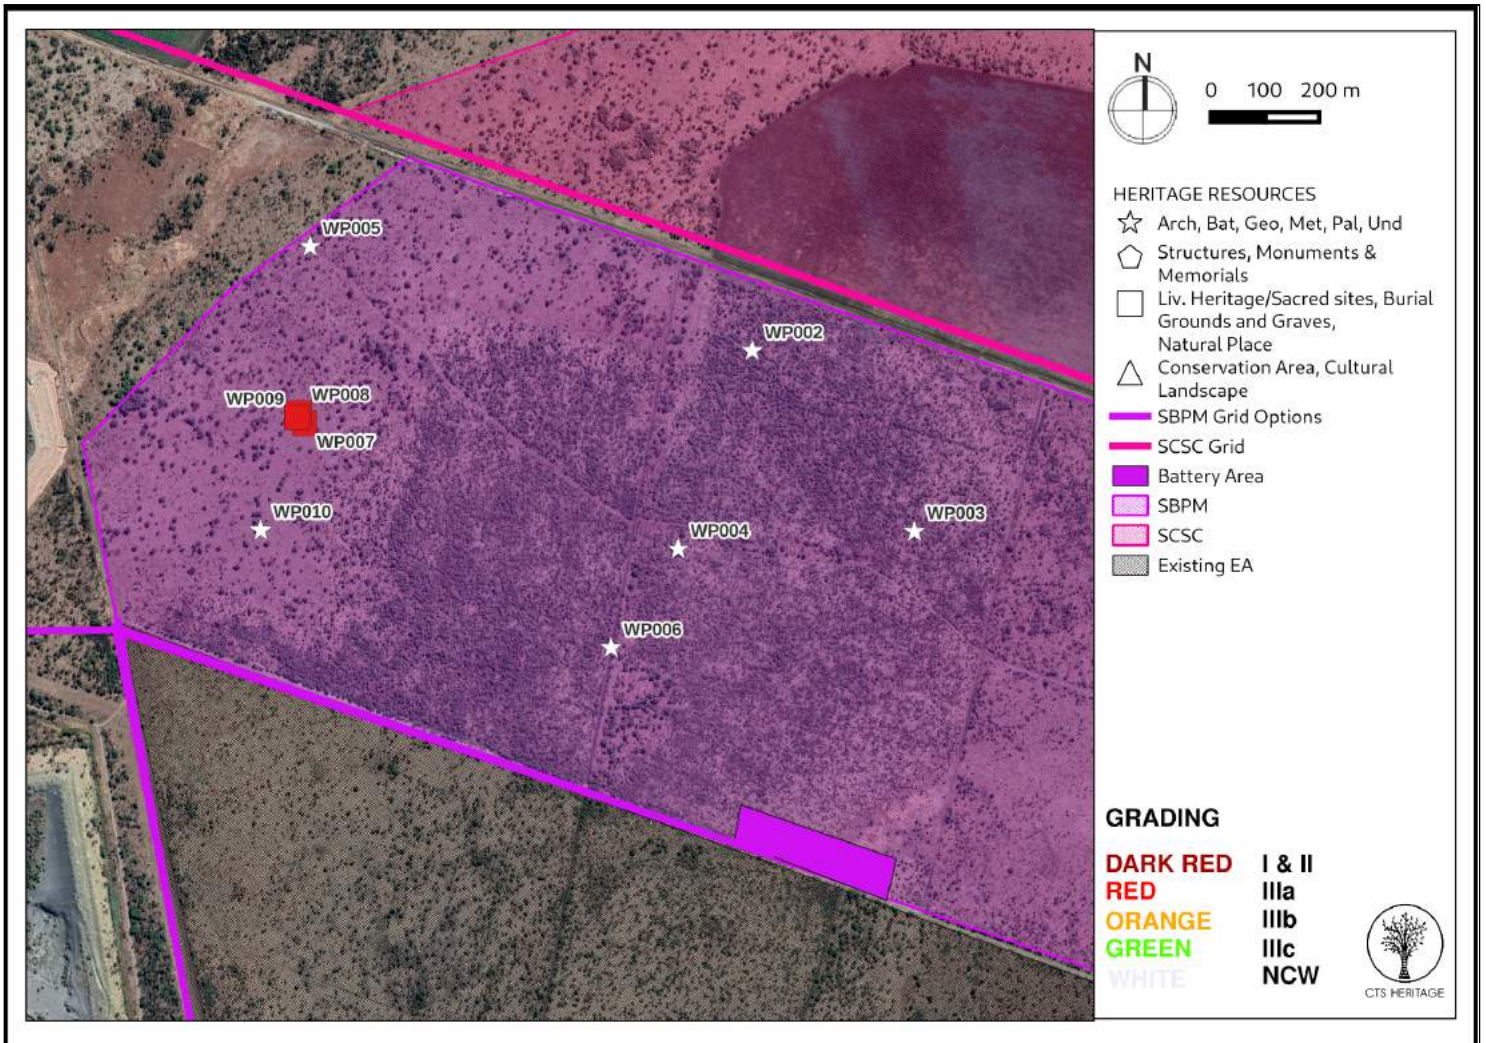 WP005
WP002
WP009
WP008
WP007
WP010
WP003
WP004
WP006
N
0 100 200 m
HERITAGE RESOURCES
Arch, Bat, Geo, Met, Pal, Und
Structures, Monuments &
Memorials
Liv. Heritage/Sacred sites, Burial
Grounds and Graves,
Natural Place
Conservation Area, Cultural
Landscape
SBPM Grid Options
SCSC Grid
Battery Area
SBPM
SCSC
Existing EA
GRADING
DARK RED I & II
RED IIIa
ORANGE IIIb
GREEN IIIc
WHITE NCW
CTS HERITAGE